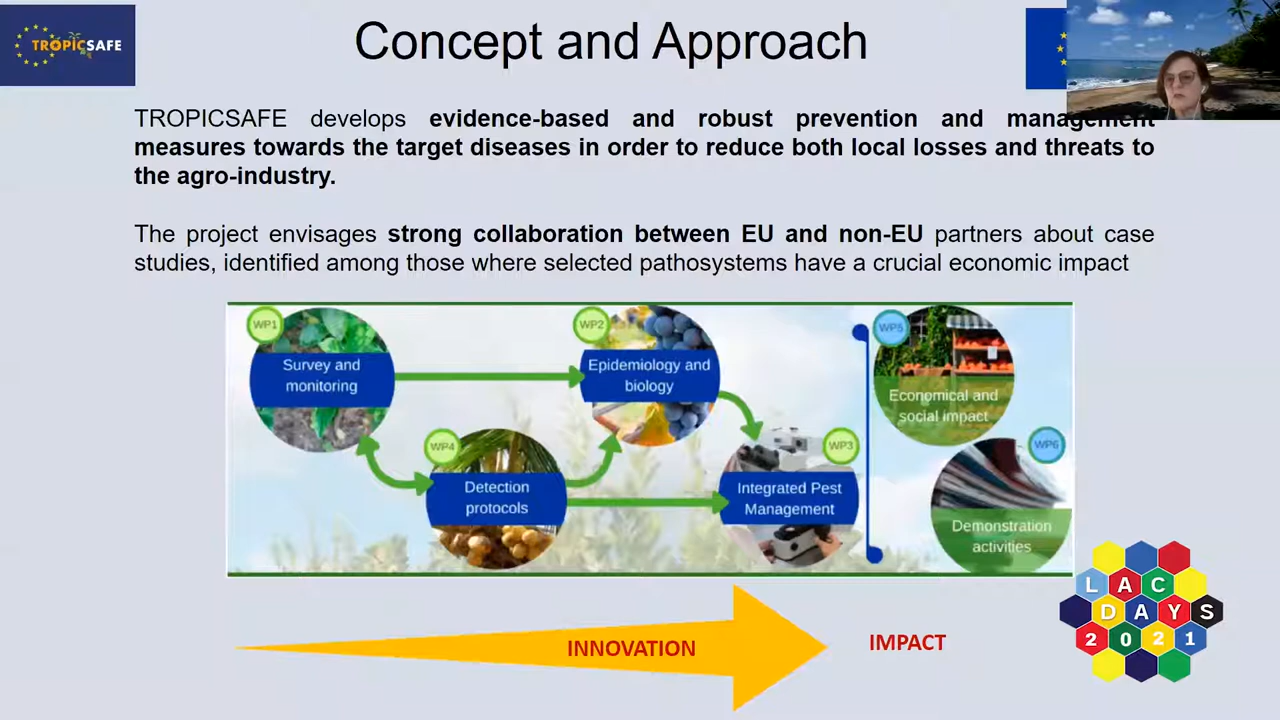 TROPICSAFE
Concept and Approach
TROPICSAFE develops evidence-based and robust prevention and management
measures towards the target diseases in order to reduce both local losses and threats to
the agro-industry.
The project envisages strong collaboration between EU and non-EU partners about case
studies, identified among those where selected pathosystems have a crucial economic impact
WP1
Survey and
monitoring
WP2
Epidemiology and
biology
WP5
Economical and
social impact
WP4
Detection
protocols
WP3
Integrated Pest
Management
WP6
Demonstration
activities
INNOVATION
IMPACT
LAC
DAYS
2021